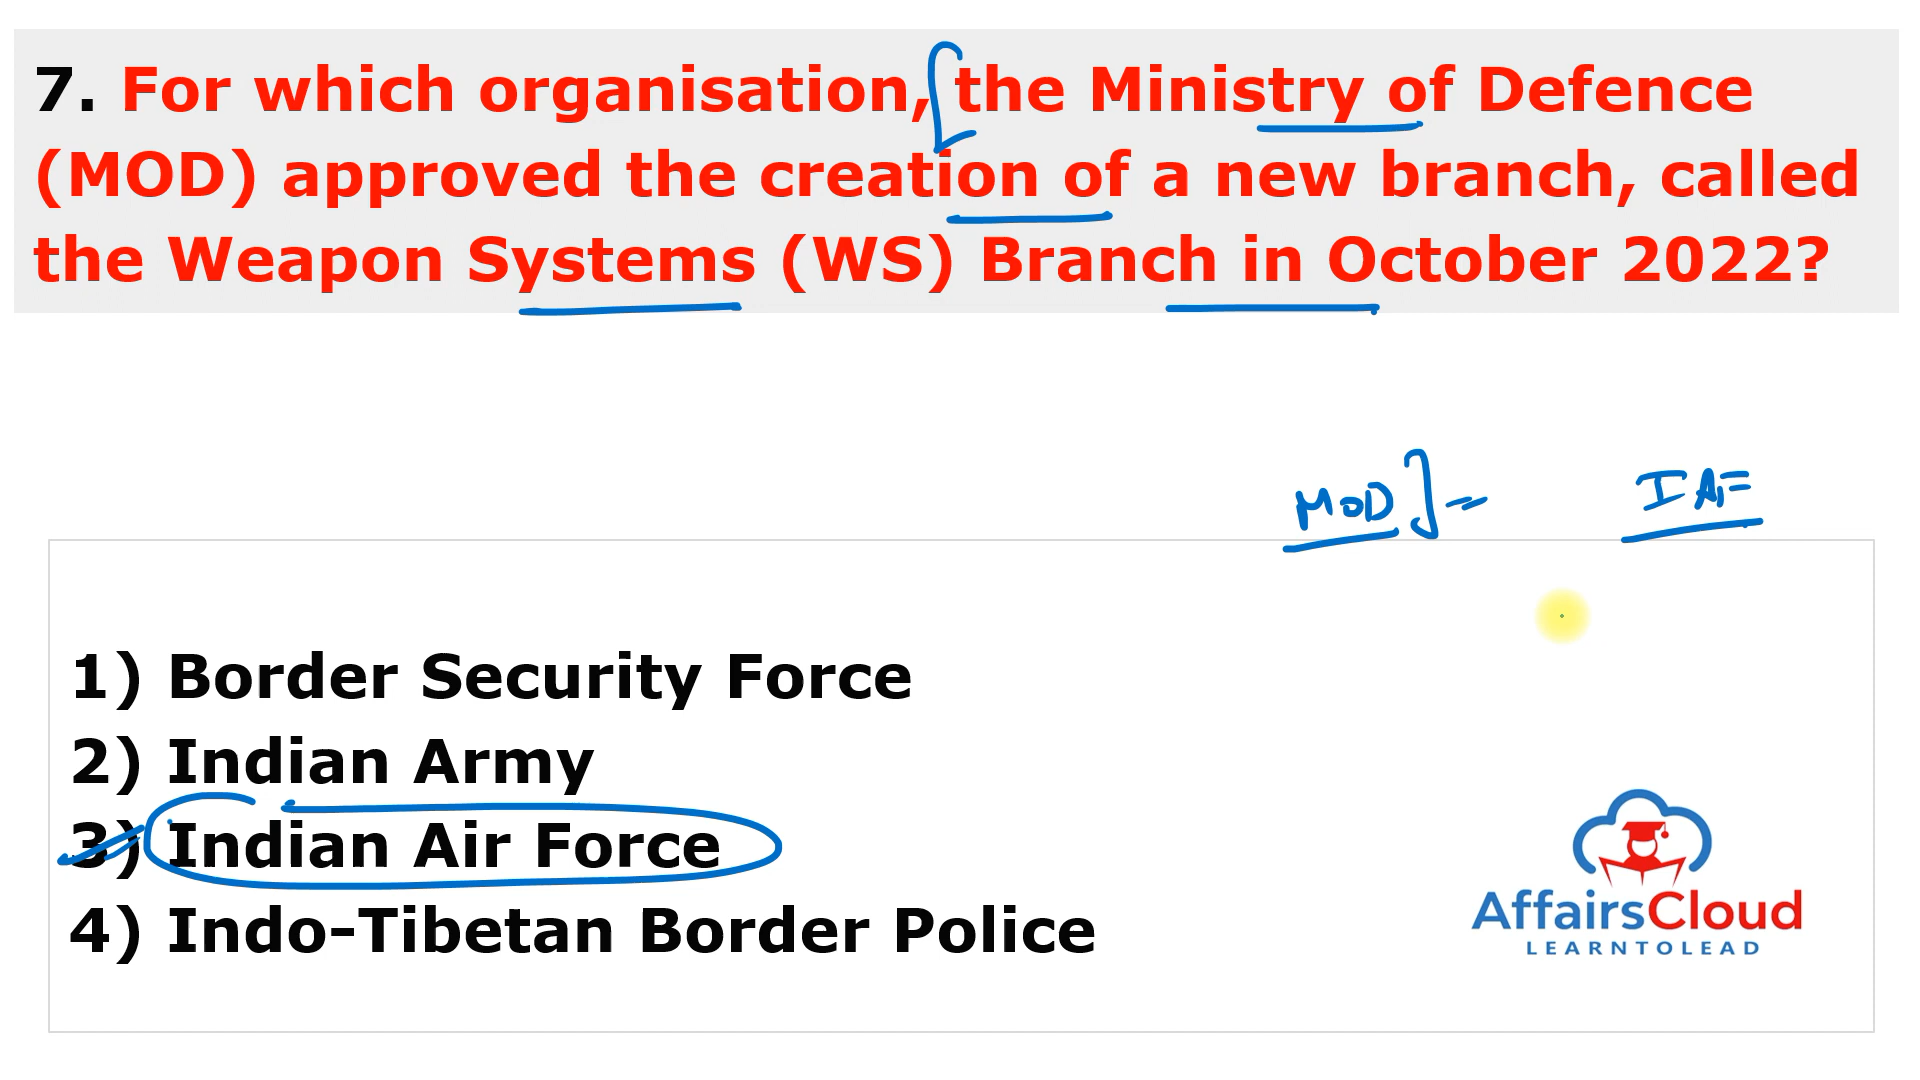 7. For which organisation, the Ministry of Defence
(MOD) approved the creation of a new branch, called
the Weapon Systems (WS) Branch in October 2022?
MOD IAF
1) Border Security Force
2) Indian Army
3) Indian Air Force
4) Indo-Tibetan Border Police
AffairsCloud
LEARNTOLEAD